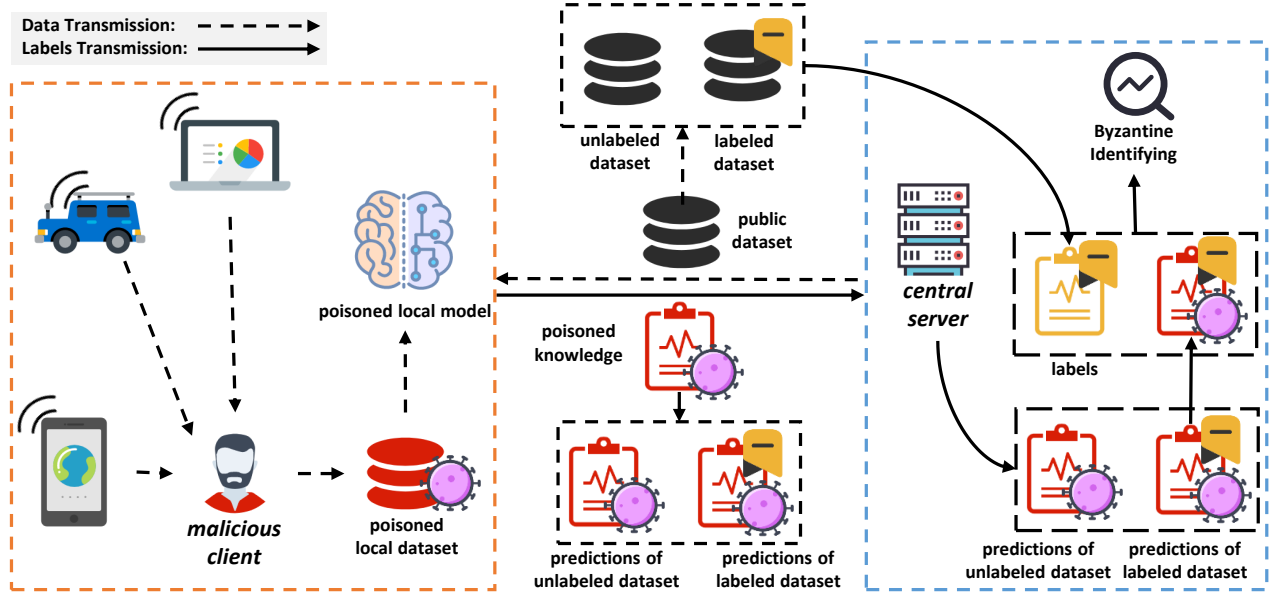 Data Transmission:
Labels Transmission:
unlabeled
dataset
labeled
dataset
public
dataset
Byzantine
Identifying
poisoned local model
poisoned
knowledge
central
server
labels
malicious
client
poisoned
local dataset
predictions of
unlabeled dataset
predictions of
labeled dataset
predictions of
unlabeled dataset
predictions of
labeled dataset